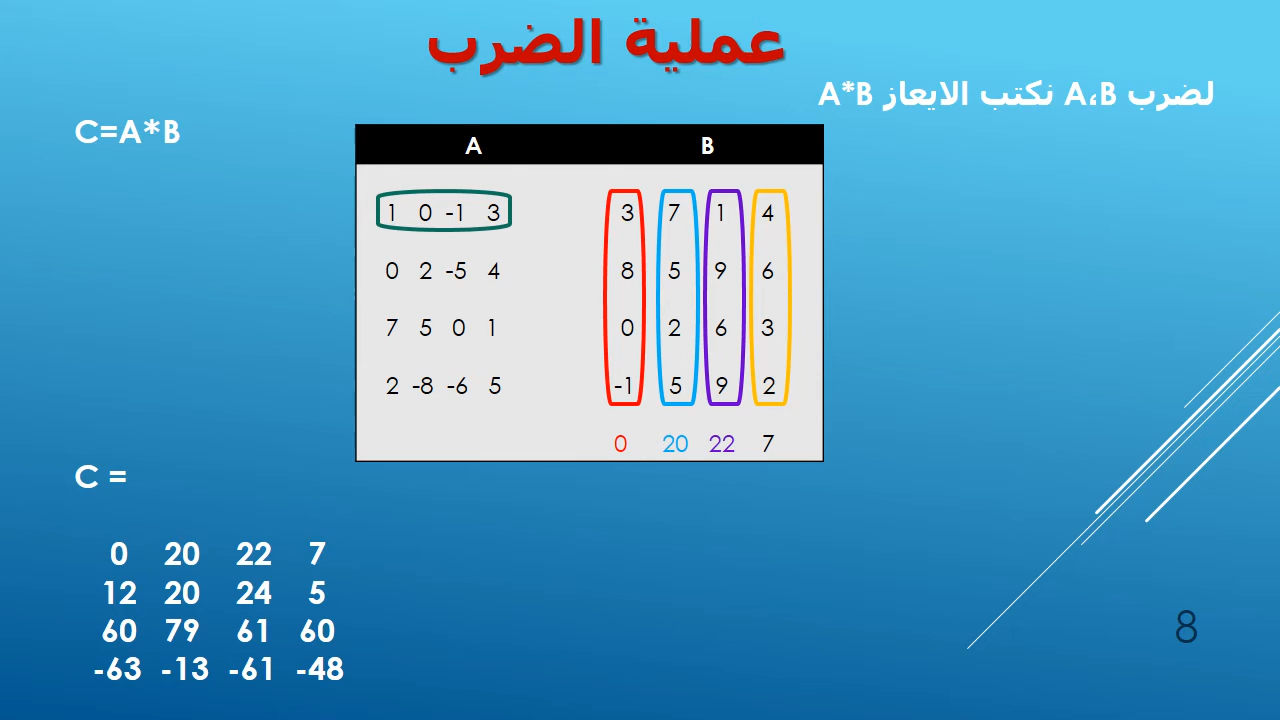 عملية الضرب
لضرب A،B نكتب الايعاز A*B
C=A*B
A B
1 0 -1 3 3 7 1 4
0 2 -5 4 8 5 9 6
7 5 0 1 0 2 6 3
2 -8 -6 5 -1 5 9 2
0 20 22 7
C =
0 20 22 7
12 20 24 5
60 79 61 60
-63 -13 -61 -48
8